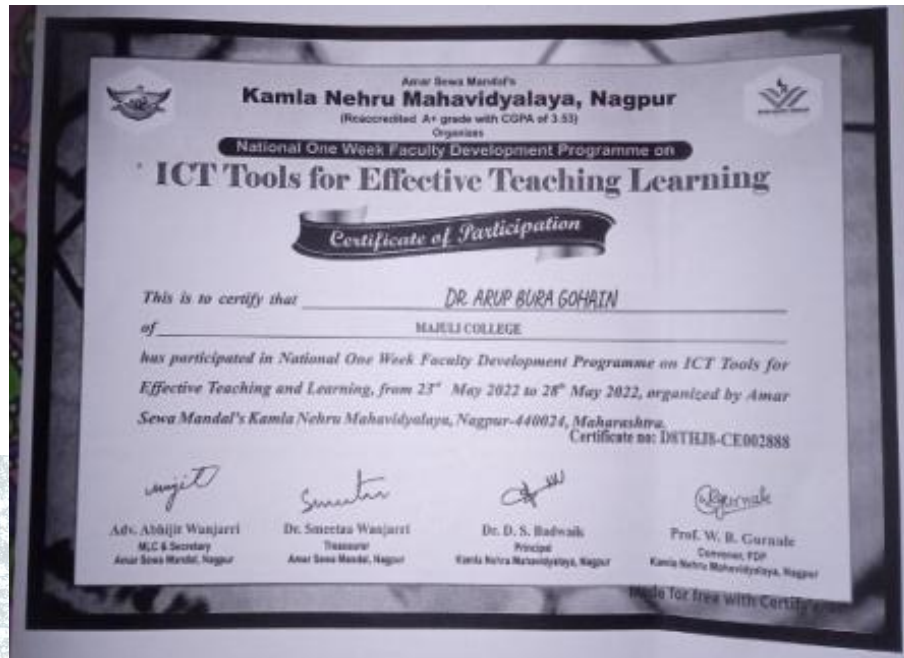 Amar Sewa Mandal's
Kamla Nehru Mahavidyalaya, Nagpur
(Reaccredited A+ grade with CGPA of 3.53)
Organizes
National One Week Faculty Development Programme on
ICT Tools for Effective Teaching Learning
Certificate of Participation
This is to certify that DR. ARUP BURA GOHAIN
of MAJULI COLLEGE
has participated in National One Week Faculty Development Programme on ICT Tools for
Effective Teaching and Learning, from 23rd May 2022 to 28th May 2022, organized by Amar
Sewa Mandal's Kamla Nehru Mahavidyalaya, Nagpur-440024, Maharashtra.
Certificate no: D8THJ8-CE002888
Adv. Abhijit Wanjarri
MLC & Secretary
Amar Sewa Mandal, Nagpur
Dr. Smeetaa Wanjarri
Treasurer
Amar Sewa Mandal, Nagpur
Dr. D. S. Badwaik
Principal
Kamla Nehru Mahavidyalaya, Nagpur
Prof. W. B. Gurnule
Convener, FDP
Kamla Nehru Mahavidyalaya, Nagpur
Made for free with